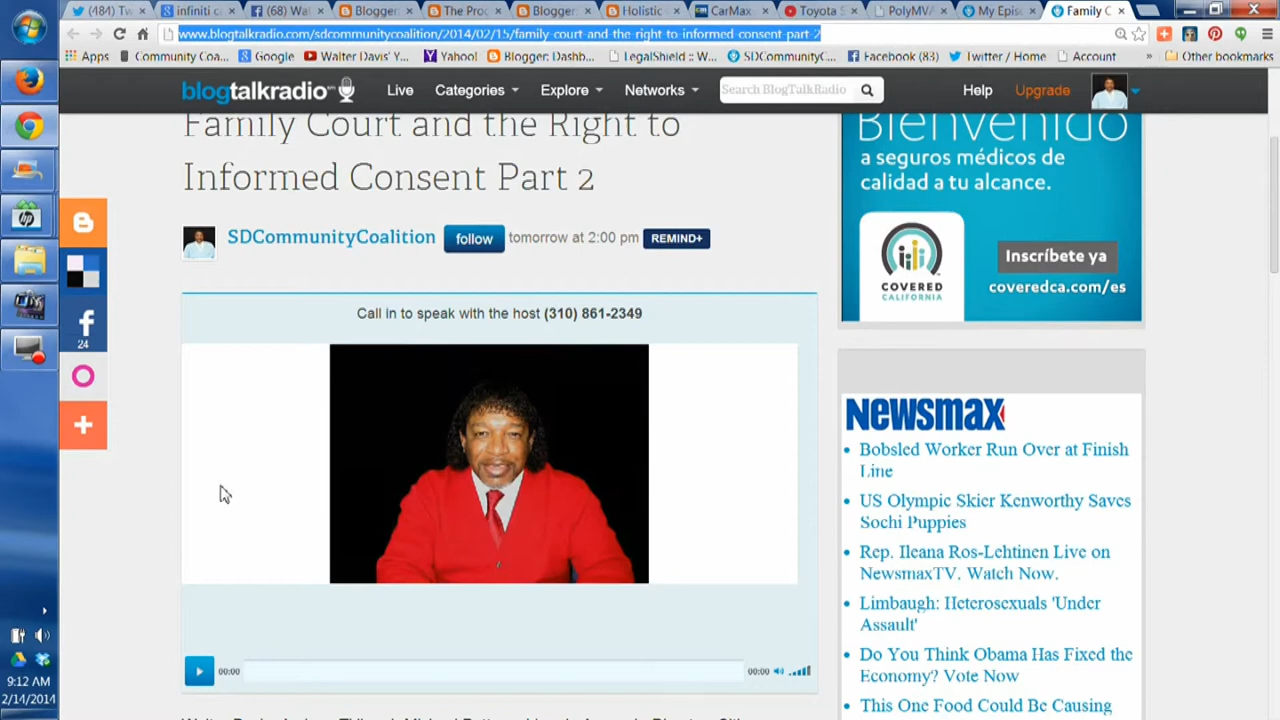 (484) Tw
infiniti c
(68) Wal
Blogger:
The Proc
Blogger:
Holistic
CarMax
Toyota S
PolyMVA
My Epis
Family C
www.blogtalkradio.com/sdcommunitycoalition/2014/02/15/family-court-and-the-right-to-informed-consent-part-2
Apps
Community Coa...
Google
Walter Davis' Y...
Yahoo!
Blogger: Dashb...
LegalShield :: W...
SDCommunityC...
Facebook (83)
Twitter / Home
Account
»
Other bookmarks
blogtalkradio
Live
Categories
Explore
Networks
Search BlogTalkRadio
Help
Upgrade
Family Court and the Right to
Informed Consent Part 2
SDCommunityCoalition
follow
tomorrow at 2:00 pm
REMIND+
Call in to speak with the host (310) 861-2349
00:00
00:00
24
Bienvenido
a seguros médicos de
calidad a tu alcance.
COVERED
CALIFORNIA
Inscríbete ya
coveredca.com/es
Newsmax
• Bobsled Worker Run Over at Finish
Line
• US Olympic Skier Kenworthy Saves
Sochi Puppies
• Rep. Ileana Ros-Lehtinen Live on
NewsmaxTV. Watch Now.
• Limbaugh: Heterosexuals 'Under
Assault'
• Do You Think Obama Has Fixed the
Economy? Vote Now
• This One Food Could Be Causing
hp
9:12 AM
2/14/2014